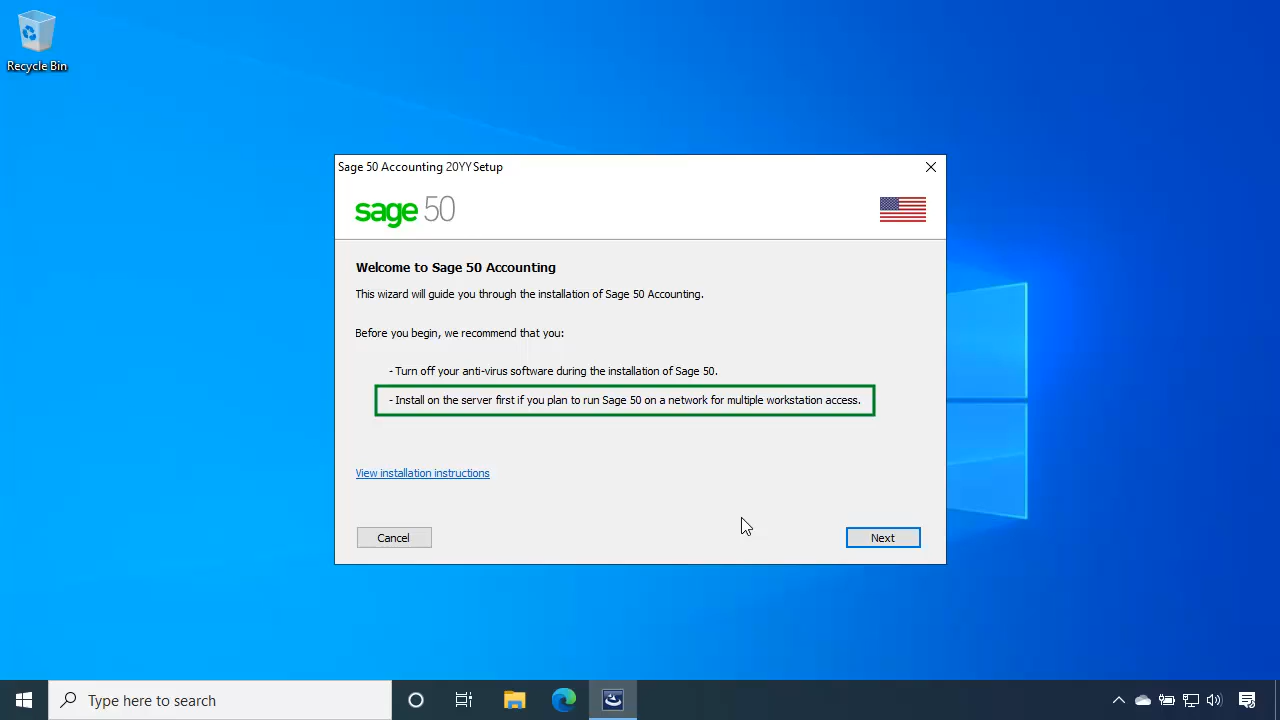 Recycle Bin
Sage 50 Accounting 20YY Setup
sage 50
Welcome to Sage 50 Accounting
This wizard will guide you through the installation of Sage 50 Accounting.
Before you begin, we recommend that you:
- Turn off your anti-virus software during the installation of Sage 50.
- Install on the server first if you plan to run Sage 50 on a network for multiple workstation access.
View installation instructions
Cancel
Next
Type here to search